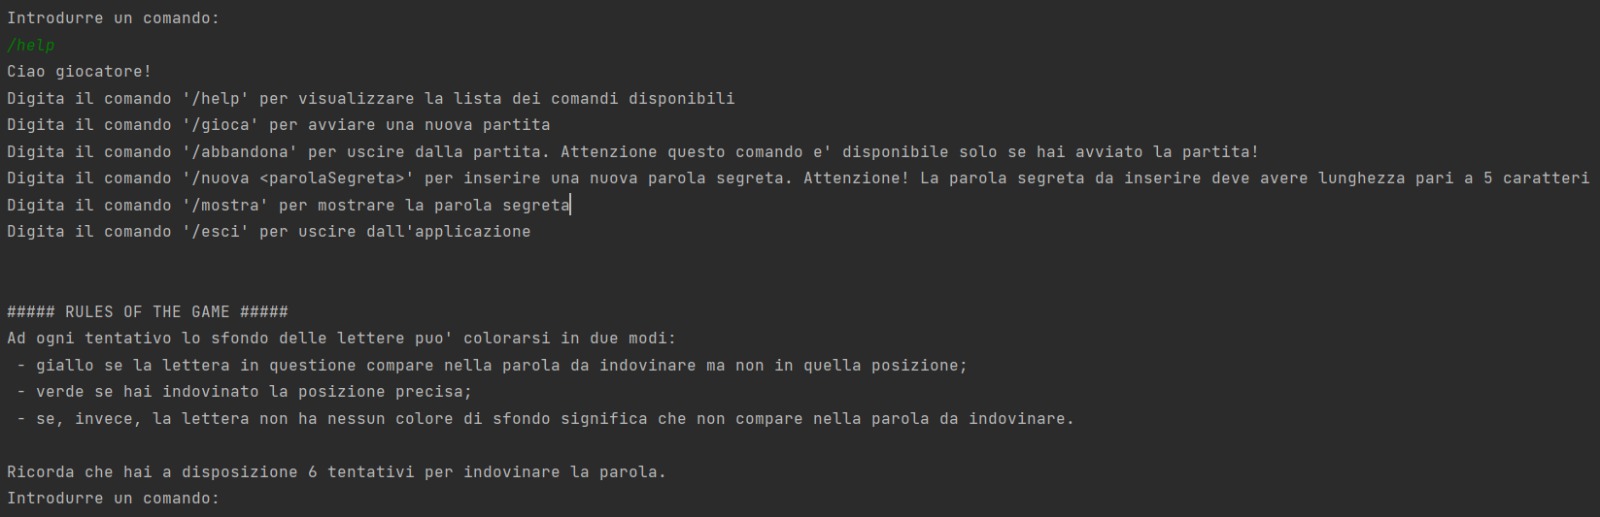 Introdurre un comando:
/help
Ciao giocatore!
Digita il comando '/help' per visualizzare la lista dei comandi disponibili
Digita il comando '/gioca' per avviare una nuova partita
Digita il comando '/abbandona' per uscire dalla partita. Attenzione questo comando e' disponibile solo se hai avviato la partita!
Digita il comando '/nuova <parolaSegreta>' per inserire una nuova parola segreta. Attenzione! La parola segreta da inserire deve avere lunghezza pari a 5 caratteri
Digita il comando '/mostra' per mostrare la parola segreta
Digita il comando '/esci' per uscire dall'applicazione
##### RULES OF THE GAME #####
Ad ogni tentativo lo sfondo delle lettere puo' colorarsi in due modi:
- giallo se la lettera in questione compare nella parola da indovinare ma non in quella posizione;
- verde se hai indovinato la posizione precisa;
- se, invece, la lettera non ha nessun colore di sfondo significa che non compare nella parola da indovinare.
Ricorda che hai a disposizione 6 tentativi per indovinare la parola.
Introdurre un comando: